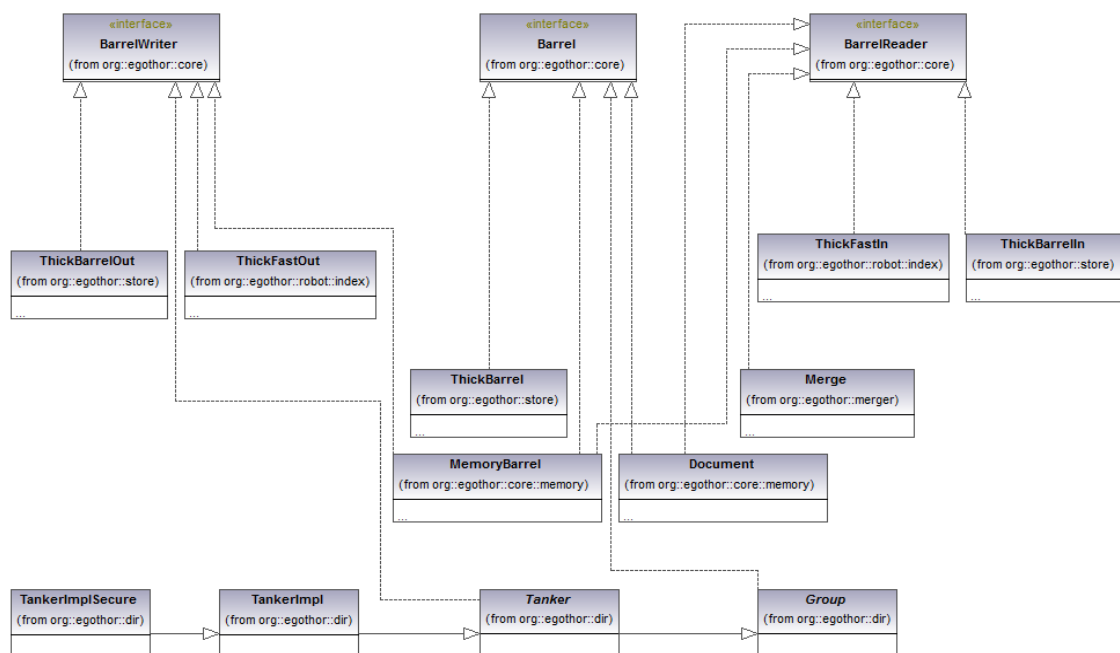 «interface»
BarrelWriter
(from org::egothor::core)
«interface»
Barrel
(from org::egothor::core)
«interface»
BarrelReader
(from org::egothor::core)
ThickBarrelOut
(from org::egothor::store)
...
ThickFastOut
(from org::egothor::robot::index)
...
ThickFastIn
(from org::egothor::robot::index)
...
ThickBarrelIn
(from org::egothor::store)
...
ThickBarrel
(from org::egothor::store)
...
Merge
(from org::egothor::merger)
...
MemoryBarrel
(from org::egothor::core::memory)
...
Document
(from org::egothor::core::memory)
...
TankerImplSecure
(from org::egothor::dir)
TankerImpl
(from org::egothor::dir)
Tanker
(from org::egothor::dir)
Group
(from org::egothor::dir)